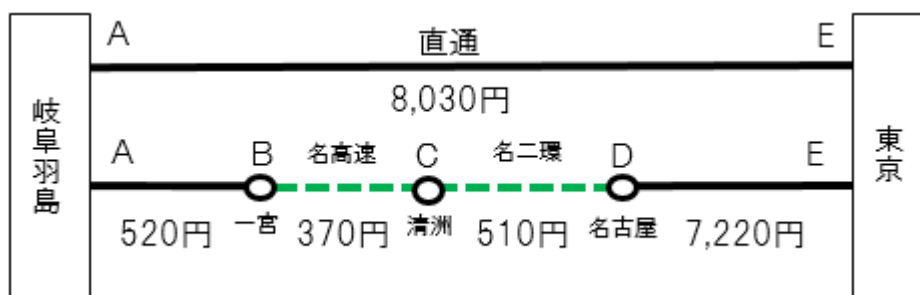 岐阜羽島
A 直通 E
8,030円
A B 名高速 C 名二環 D E
520円 一宮 370円 清洲 510円 名古屋 7,220円
東京